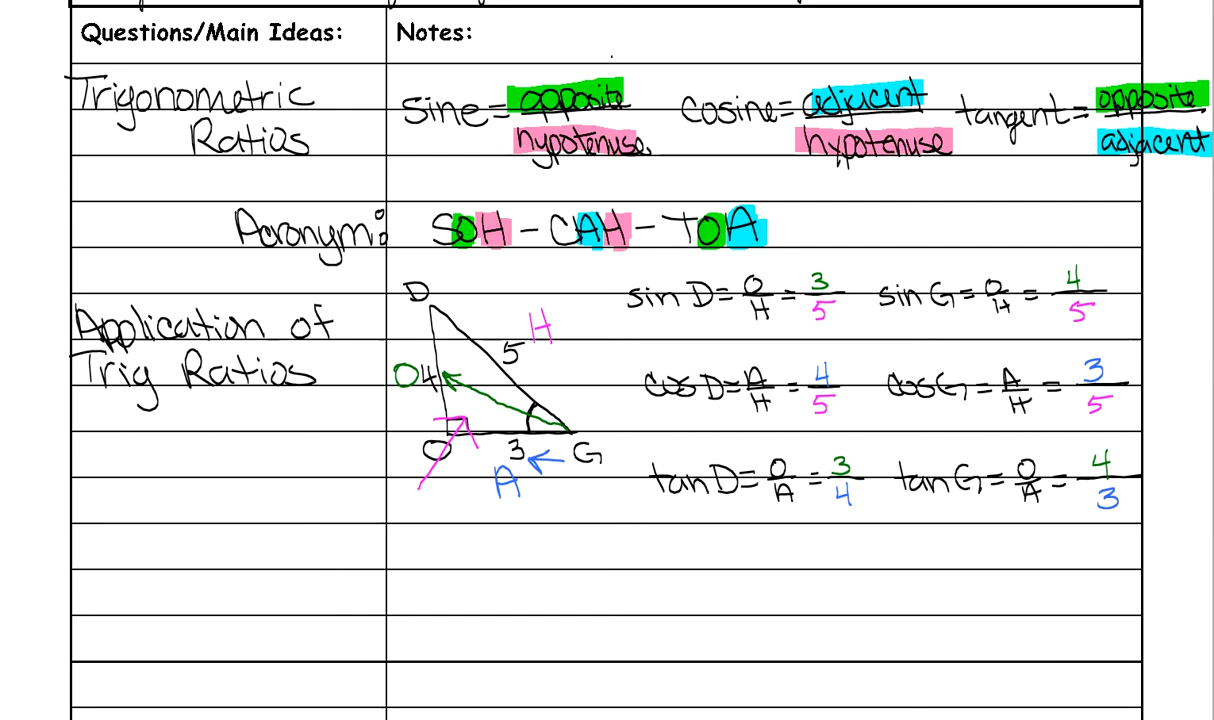 Questions/Main Ideas:
Notes:
Trigonometric
Ratios
sine = opposite / hypotenuse
cosine = adjacent / hypotenuse
tangent = opposite / adjacent
Acronym:
SOH - CAH - TOA
Application of
Trig Ratios
D
H
5
O 4
O
3
G
A
sin D = O/H = 3/5
sin G = O/H = 4/5
cos D = A/H = 4/5
cos G = A/H = 3/5
tan D = O/A = 3/4
tan G = O/A = 4/3